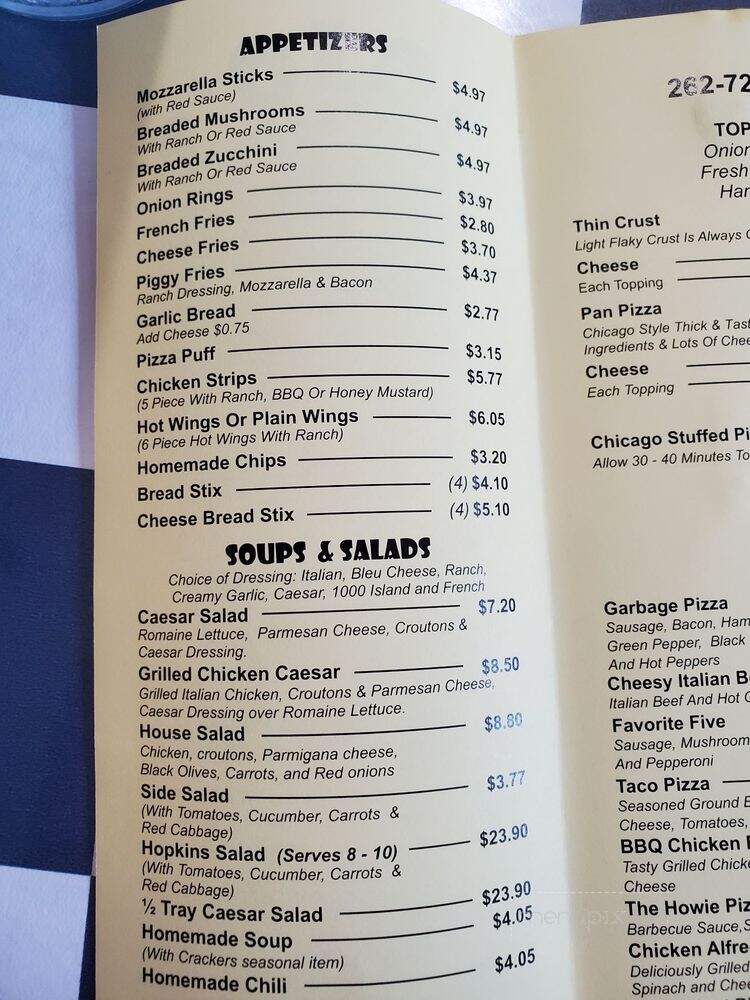 APPETIZERS
Mozzarella Sticks $4.97
(with Red Sauce)
Breaded Mushrooms $4.97
With Ranch Or Red Sauce
Breaded Zucchini $4.97
With Ranch Or Red Sauce
Onion Rings $3.97
French Fries $2.80
Cheese Fries $3.70
Piggy Fries $4.37
Ranch Dressing, Mozzarella & Bacon
Garlic Bread $2.77
Add Cheese $0.75
Pizza Puff $3.15
Chicken Strips $5.77
(5 Piece With Ranch, BBQ Or Honey Mustard)
Hot Wings Or Plain Wings $6.05
(6 Piece Hot Wings With Ranch)
Homemade Chips $3.20
Bread Stix (4) $4.10
Cheese Bread Stix (4) $5.10
SOUPS & SALADS
Choice of Dressing: Italian, Bleu Cheese, Ranch,
Creamy Garlic, Caesar, 1000 Island and French
Caesar Salad $7.20
Romaine Lettuce, Parmesan Cheese, Croutons &
Caesar Dressing.
Grilled Chicken Caesar $8.50
Grilled Italian Chicken, Croutons & Parmesan Cheese,
Caesar Dressing over Romaine Lettuce.
House Salad $8.80
Chicken, croutons, Parmigana cheese,
Black Olives, Carrots, and Red onions
Side Salad $3.77
(With Tomatoes, Cucumber, Carrots &
Red Cabbage)
Hopkins Salad (Serves 8 - 10) $23.90
(With Tomatoes, Cucumber, Carrots &
Red Cabbage)
½ Tray Caesar Salad $23.90
Homemade Soup $4.05
(With Crackers seasonal item)
Homemade Chili $4.05
262-72
TOP
Onion
Fresh
Ham
Thin Crust
Light Flaky Crust Is Always
Cheese
Each Topping
Pan Pizza
Chicago Style Thick & Tast
Ingredients & Lots Of Chee
Cheese
Each Topping
Chicago Stuffed Pi
Allow 30 - 40 Minutes To
Garbage Pizza
Sausage, Bacon, Ham
Green Pepper, Black
And Hot Peppers
Cheesy Italian Be
Italian Beef And Hot
Favorite Five
Sausage, Mushroom
And Pepperoni
Taco Pizza
Seasoned Ground
Cheese, Tomatoes,
BBQ Chicken
Tasty Grilled Chick
Cheese
The Howie Piz
Barbecue Sauce,
Chicken Alfre
Deliciously Grilled
Spinach and Chee
menupix